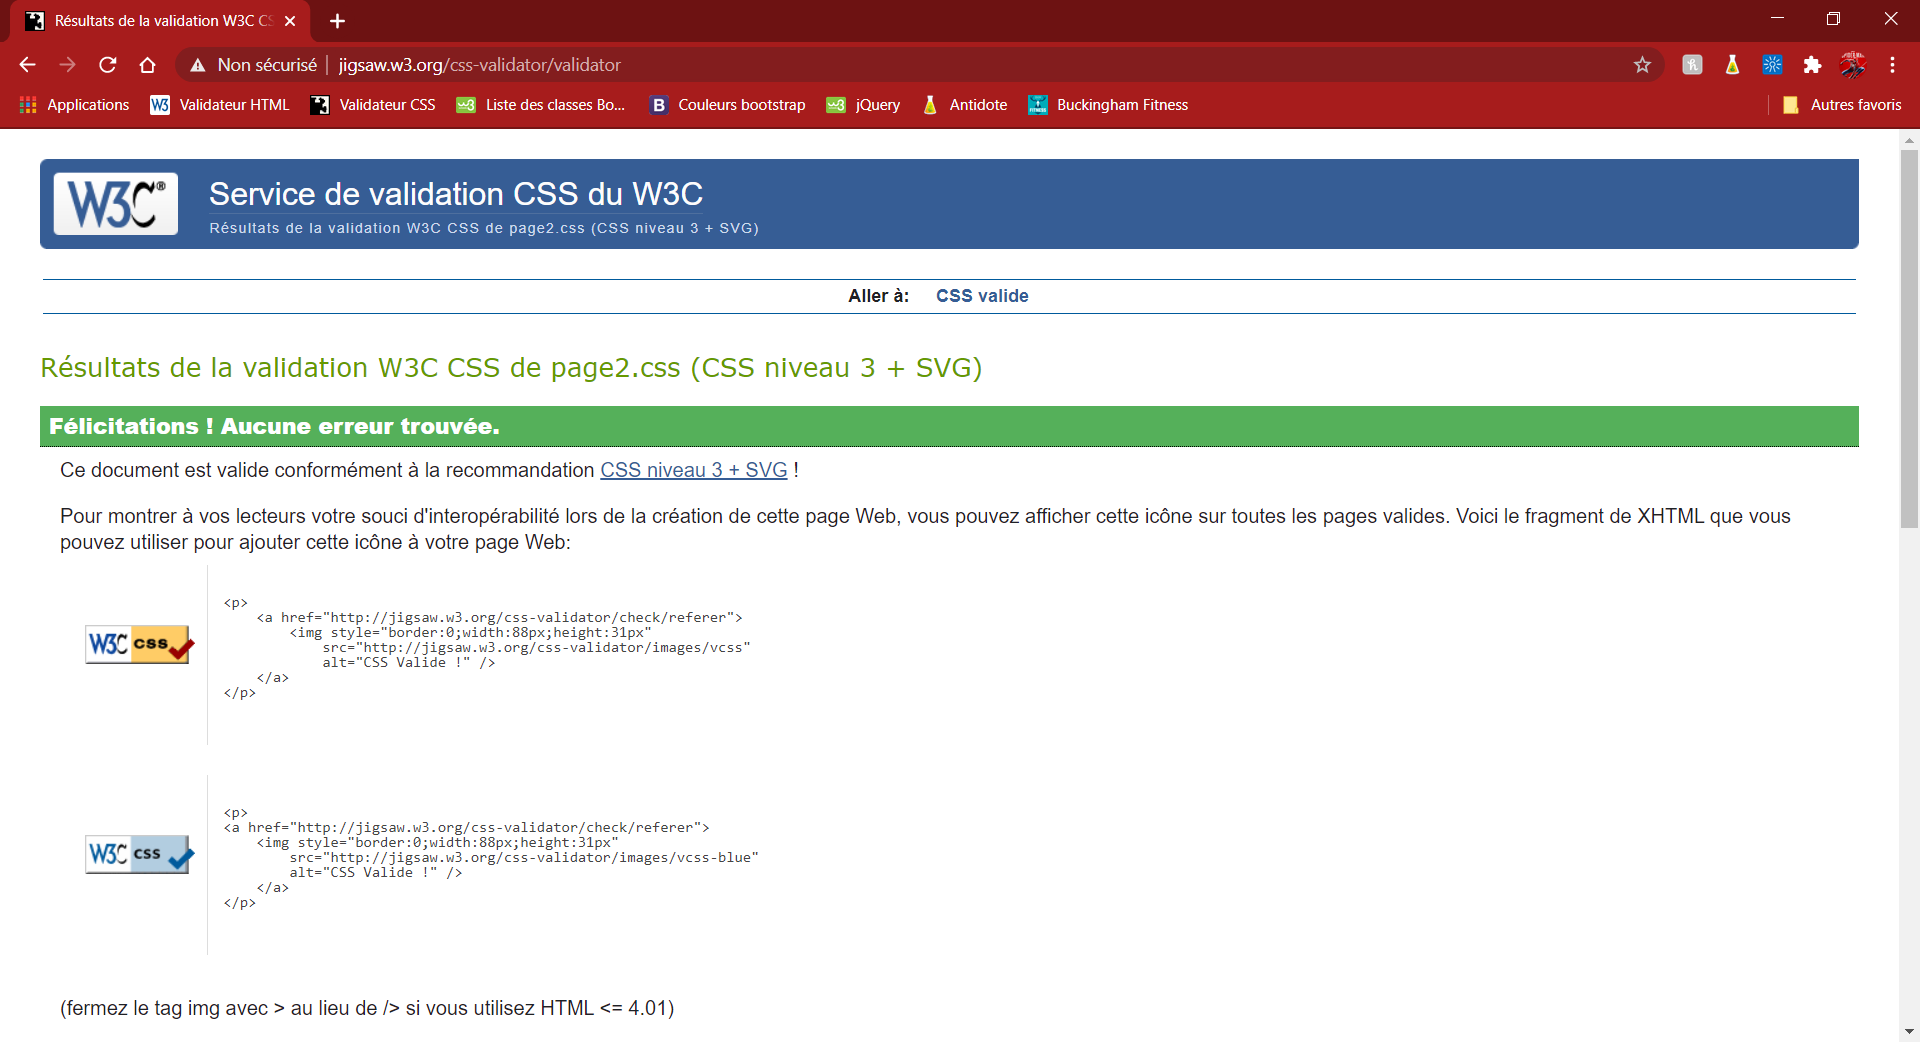 Résultats de la validation W3C CS
Non sécurisé jigsaw.w3.org/css-validator/validator
Applications Validateur HTML Validateur CSS Liste des classes Bo... Couleurs bootstrap jQuery Antidote Buckingham Fitness Autres favoris
W3C® Service de validation CSS du W3C
Résultats de la validation W3C CSS de page2.css (CSS niveau 3 + SVG)
Aller à: CSS valide
Résultats de la validation W3C CSS de page2.css (CSS niveau 3 + SVG)
Félicitations ! Aucune erreur trouvée.
Ce document est valide conformément à la recommandation CSS niveau 3 + SVG !
Pour montrer à vos lecteurs votre souci d'interopérabilité lors de la création de cette page Web, vous pouvez afficher cette icône sur toutes les pages valides. Voici le fragment de XHTML que vous
pouvez utiliser pour ajouter cette icône à votre page Web:
W3C css
<p>
<a href="http://jigsaw.w3.org/css-validator/check/referer">
<img style="border:0;width:88px;height:31px"
src="http://jigsaw.w3.org/css-validator/images/vcss"
alt="CSS Valide !" />
</a>
</p>
W3C css
<p>
<a href="http://jigsaw.w3.org/css-validator/check/referer">
<img style="border:0;width:88px;height:31px"
src="http://jigsaw.w3.org/css-validator/images/vcss-blue"
alt="CSS Valide !" />
</a>
</p>
(fermez le tag img avec > au lieu de /> si vous utilisez HTML <= 4.01)